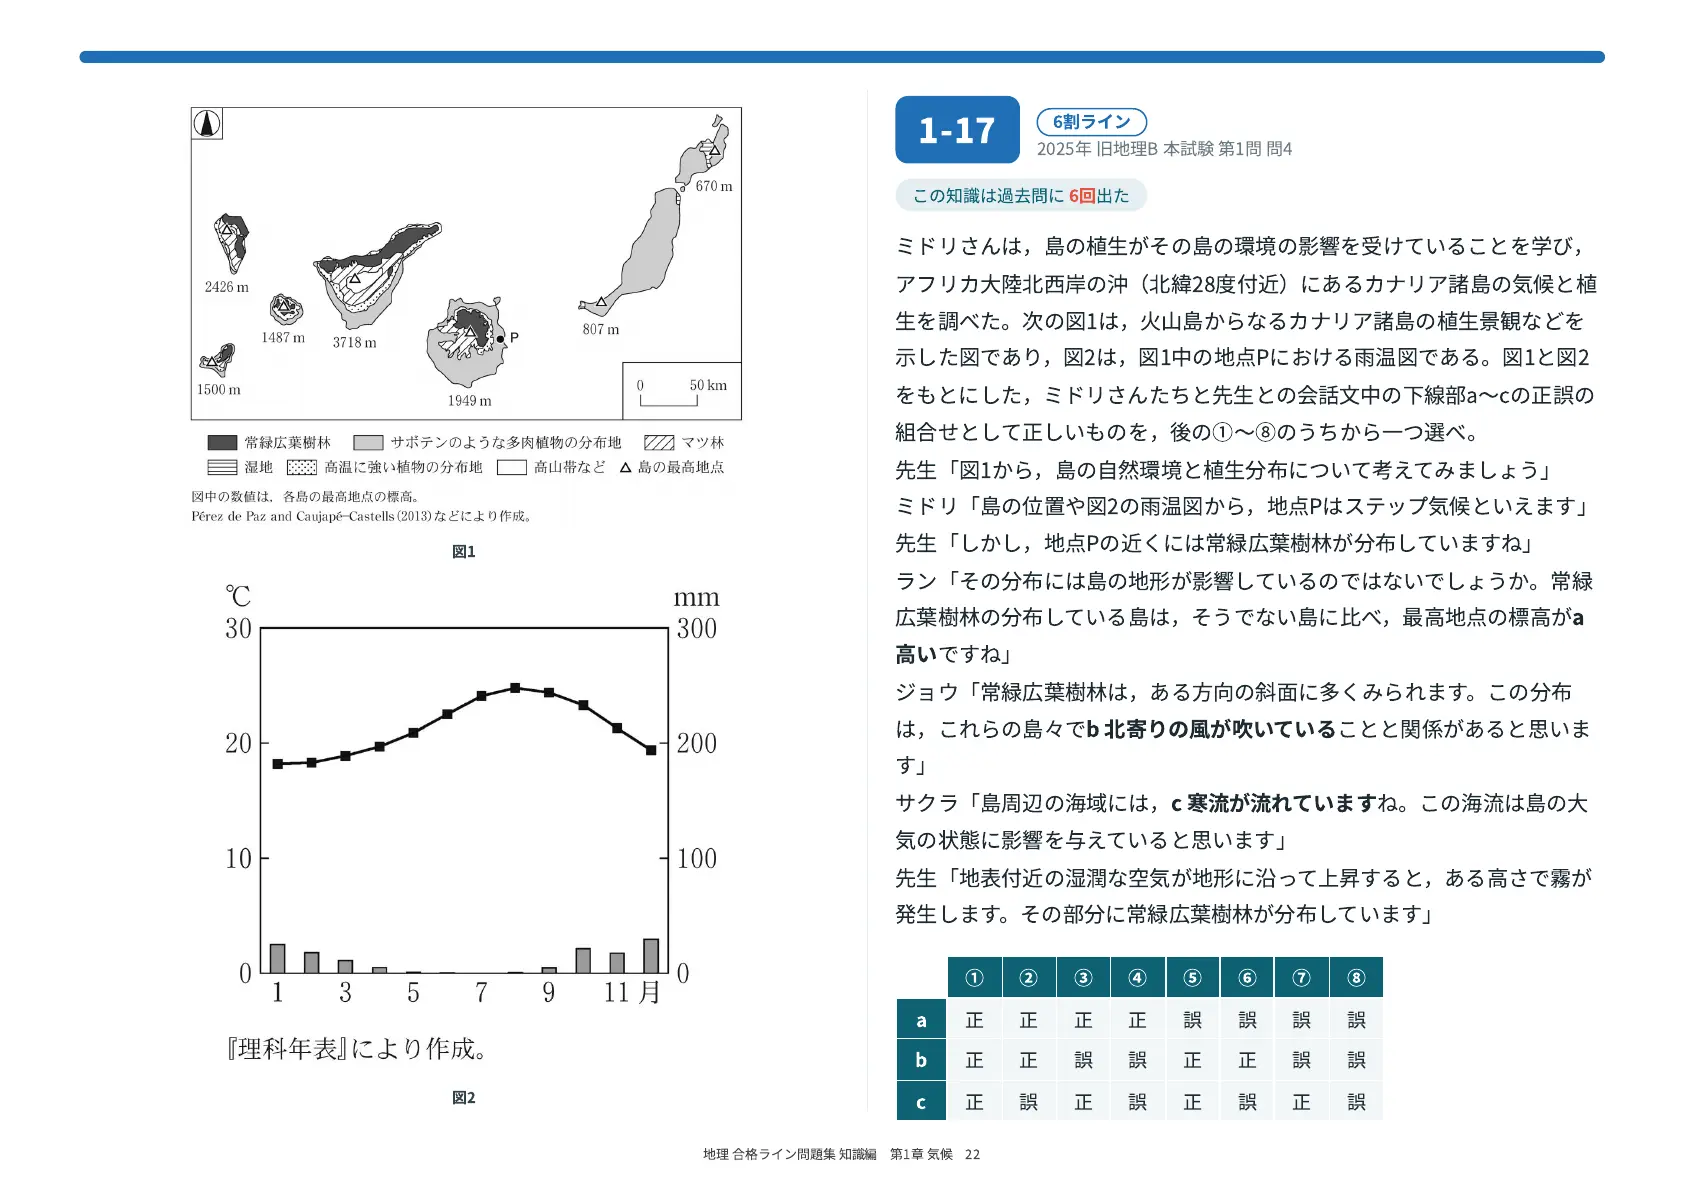 670 m
2426 m
1487 m
3718 m
P
807 m
1500 m
1949 m
0 50 km
常緑広葉樹林 サボテンのような多肉植物の分布地 マツ林
湿地 高温に強い植物の分布地 高山帯など △ 島の最高地点
図中の数値は，各島の最高地点の標高。
Pérez de Paz and Caujapé-Castells(2013)などにより作成。
図1
℃ mm
30 300
20 200
10 100
0 0
1 3 5 7 9 11 月
『理科年表』により作成。
図2
1-17
6割ライン
2025年 旧地理B 本試験 第1問 問4
この知識は過去問に 6回出た
ミドリさんは，島の植生がその島の環境の影響を受けていることを学び，
アフリカ大陸北西岸の沖（北緯28度付近）にあるカナリア諸島の気候と植
生を調べた。次の図1は，火山島からなるカナリア諸島の植生景観などを
示した図であり，図2は，図1中の地点Pにおける雨温図である。図1と図2
をもとにした，ミドリさんたちと先生との会話文中の下線部a～cの正誤の
組合せとして正しいものを，後の①～⑧のうちから一つ選べ。
先生「図1から，島の自然環境と植生分布について考えてみましょう」
ミドリ「島の位置や図2の雨温図から，地点Pはステップ気候といえます」
先生「しかし，地点Pの近くには常緑広葉樹林が分布していますね」
ラン「その分布には島の地形が影響しているのではないでしょうか。常緑
広葉樹林の分布している島は，そうでない島に比べ，最高地点の標高がa
高いですね」
ジョウ「常緑広葉樹林は，ある方向の斜面に多くみられます。この分布
は，これらの島々でb 北寄りの風が吹いていることと関係があると思いま
す」
サクラ「島周辺の海域には，c 寒流が流れていますね。この海流は島の大
気の状態に影響を与えていると思います」
先生「地表付近の湿潤な空気が地形に沿って上昇すると，ある高さで霧が
発生します。その部分に常緑広葉樹林が分布しています」
① ② ③ ④ ⑤ ⑥ ⑦ ⑧
a 正 正 正 正 誤 誤 誤 誤
b 正 正 誤 誤 正 正 誤 誤
c 正 誤 正 誤 正 誤 正 誤
地理 合格ライン問題集 知識編 第1章 気候 22